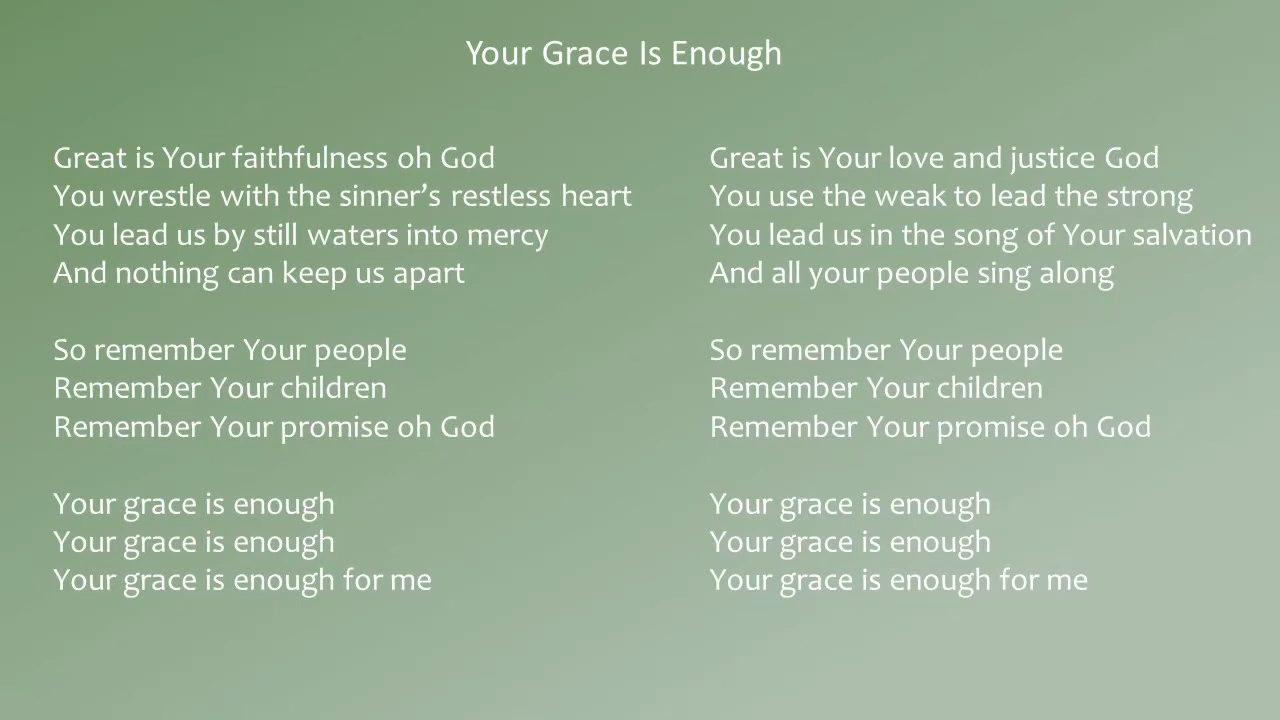 Your Grace Is Enough
Great is Your faithfulness oh God
You wrestle with the sinner’s restless heart
You lead us by still waters into mercy
And nothing can keep us apart
So remember Your people
Remember Your children
Remember Your promise oh God
Your grace is enough
Your grace is enough
Your grace is enough for me
Great is Your love and justice God
You use the weak to lead the strong
You lead us in the song of Your salvation
And all your people sing along
So remember Your people
Remember Your children
Remember Your promise oh God
Your grace is enough
Your grace is enough
Your grace is enough for me